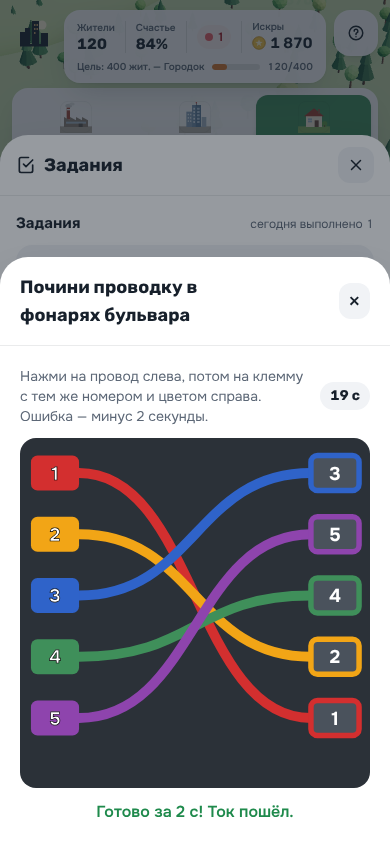 Жители
120
Счастье
84%
1
Искры
1 870
Цель: 400 жит. — Городок
120/400
Задания
Задания
сегодня выполнено 1
Почини проводку в
фонарях бульвара
Нажми на провод слева, потом на клемму
с тем же номером и цветом справа.
Ошибка — минус 2 секунды.
19 с
1
3
2
5
3
4
4
2
5
1
Готово за 2 с! Ток пошёл.